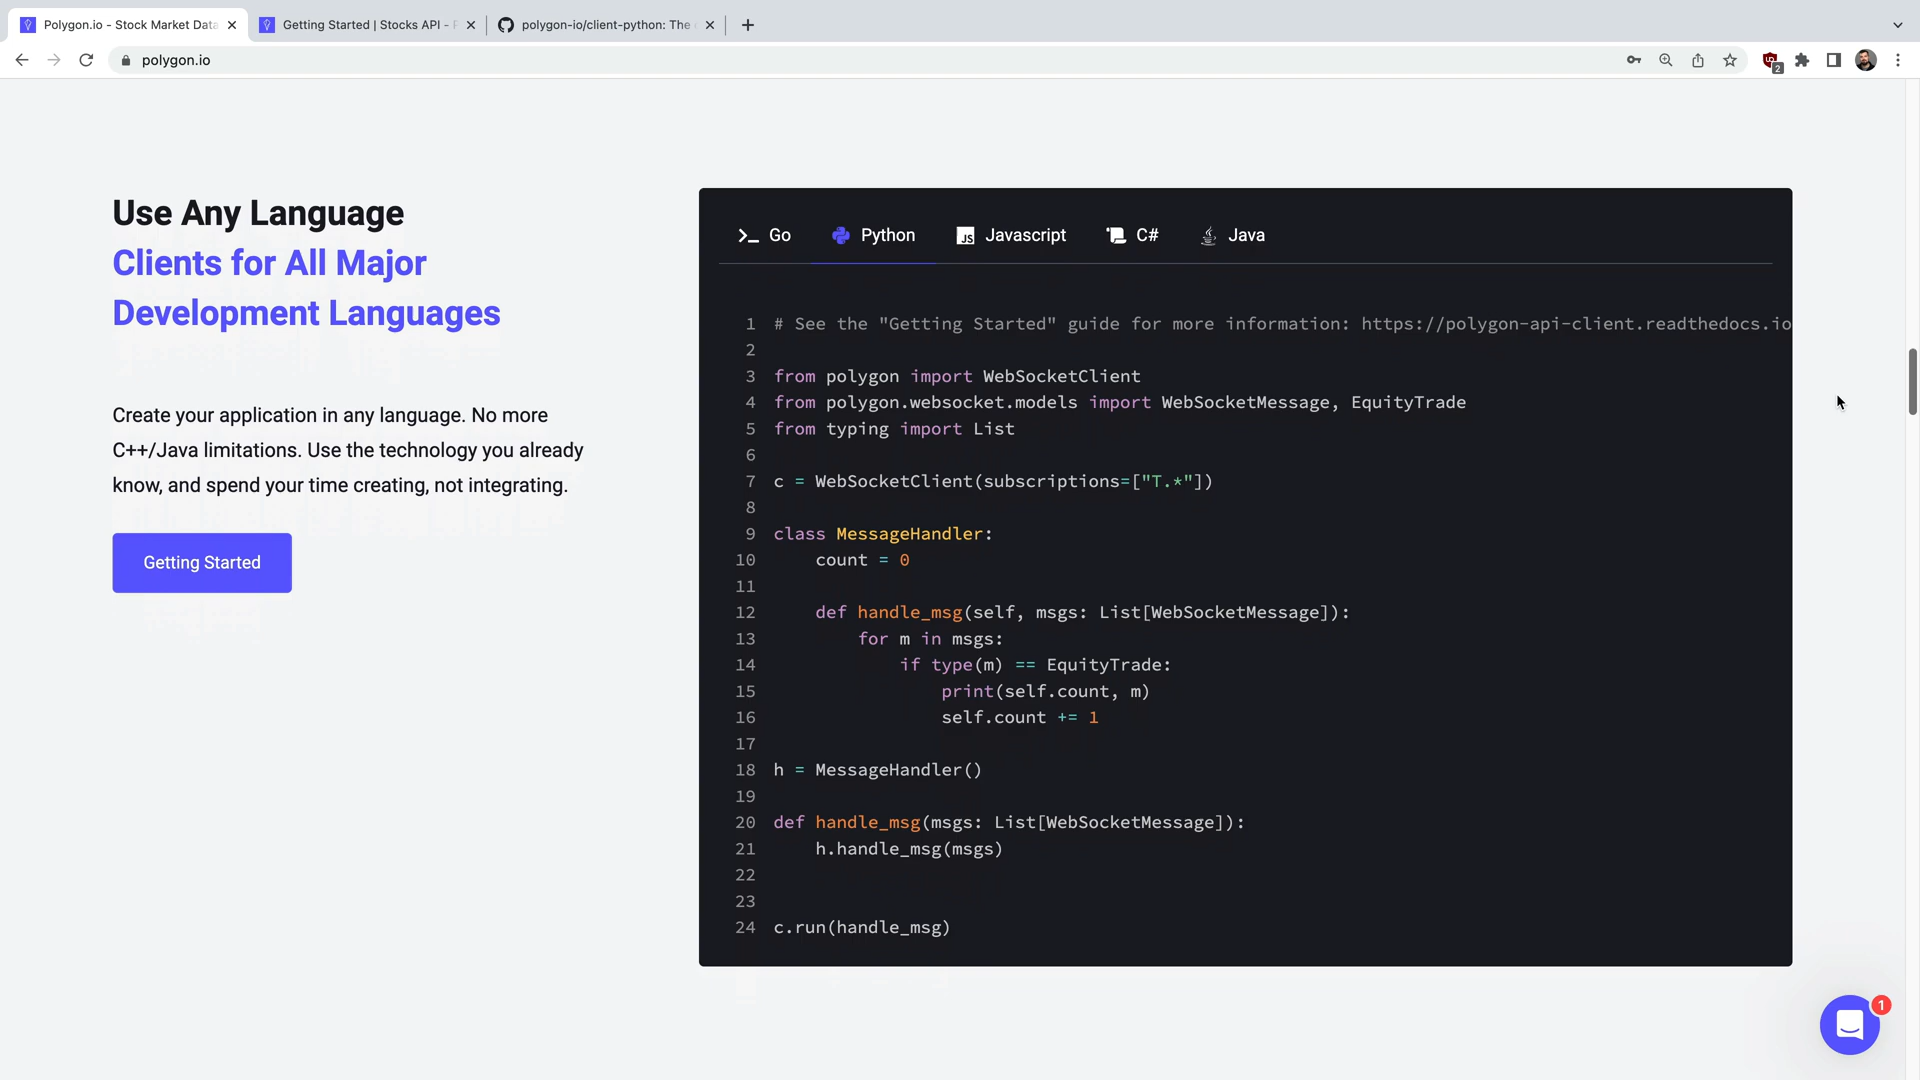 Polygon.io - Stock Market Data
Getting Started | Stocks API - P
polygon-io/client-python: The
polygon.io
2
Use Any Language
Clients for All Major
Development Languages
Create your application in any language. No more
C++/Java limitations. Use the technology you already
know, and spend your time creating, not integrating.
Getting Started
Go Python JS Javascript C# Java
1 # See the "Getting Started" guide for more information: https://polygon-api-client.readthedocs.io
2
3 from polygon import WebSocketClient
4 from polygon.websocket.models import WebSocketMessage, EquityTrade
5 from typing import List
6
7 c = WebSocketClient(subscriptions=["T.*"])
8
9 class MessageHandler:
10     count = 0
11
12     def handle_msg(self, msgs: List[WebSocketMessage]):
13         for m in msgs:
14             if type(m) == EquityTrade:
15                 print(self.count, m)
16                 self.count += 1
17
18 h = MessageHandler()
19
20 def handle_msg(msgs: List[WebSocketMessage]):
21     h.handle_msg(msgs)
22
23
24 c.run(handle_msg)
1